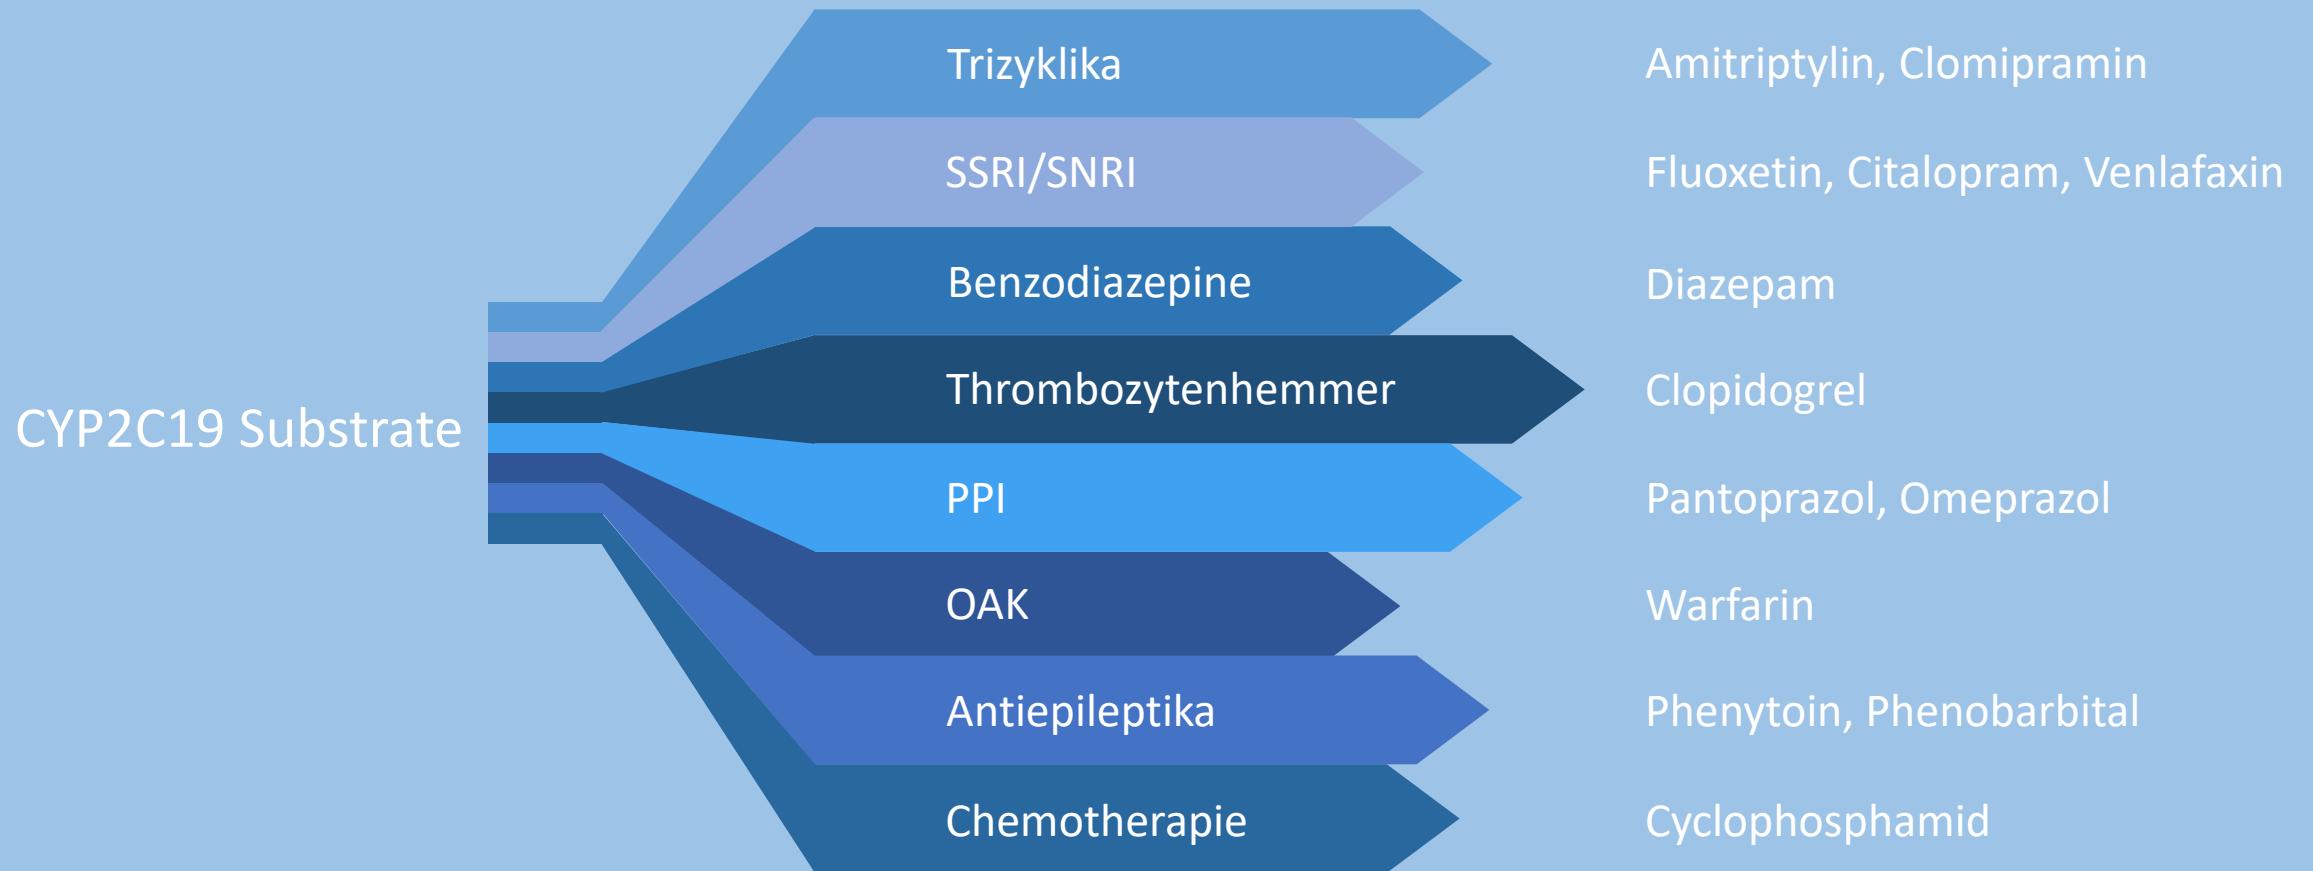 CYP2C19 Substrate
Trizyklika
Amitriptylin, Clomipramin
SSRI/SNRI
Fluoxetin, Citalopram, Venlafaxin
Benzodiazepine
Diazepam
Thrombozytenhemmer
Clopidogrel
PPI
Pantoprazol, Omeprazol
OAK
Warfarin
Antiepileptika
Phenytoin, Phenobarbital
Chemotherapie
Cyclophosphamid